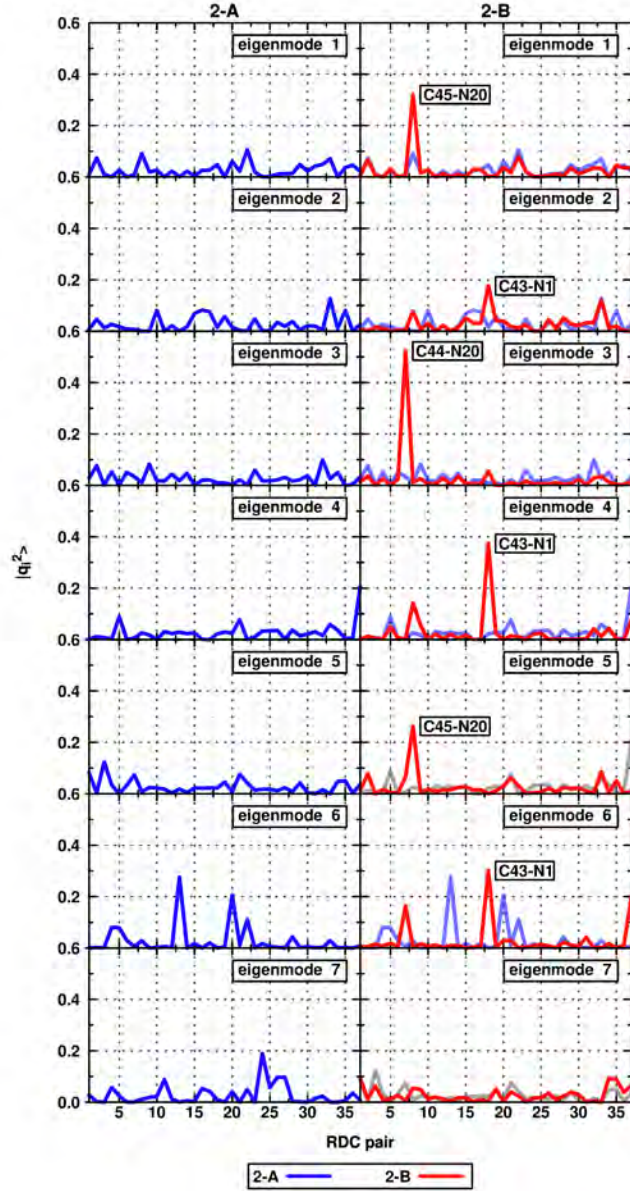 2-A 2-B
0.6 eigenmode 1 eigenmode 1
0.4 C45-N20
0.2
0.6 eigenmode 2 eigenmode 2
0.4
0.2 C43-N1
0.6 eigenmode 3 C44-N20 eigenmode 3
0.4
0.2
0.6 eigenmode 4 eigenmode 4
0.4 C43-N1
0.2
0.6 eigenmode 5 eigenmode 5
0.4
0.2 C45-N20
0.6 eigenmode 6 eigenmode 6
0.4
0.2 C43-N1
0.6 eigenmode 7 eigenmode 7
0.4
0.2
0.0
|qᵢ²>
5 10 15 20 25 30 35 5 10 15 20 25 30 35
RDC pair
2-A 2-B